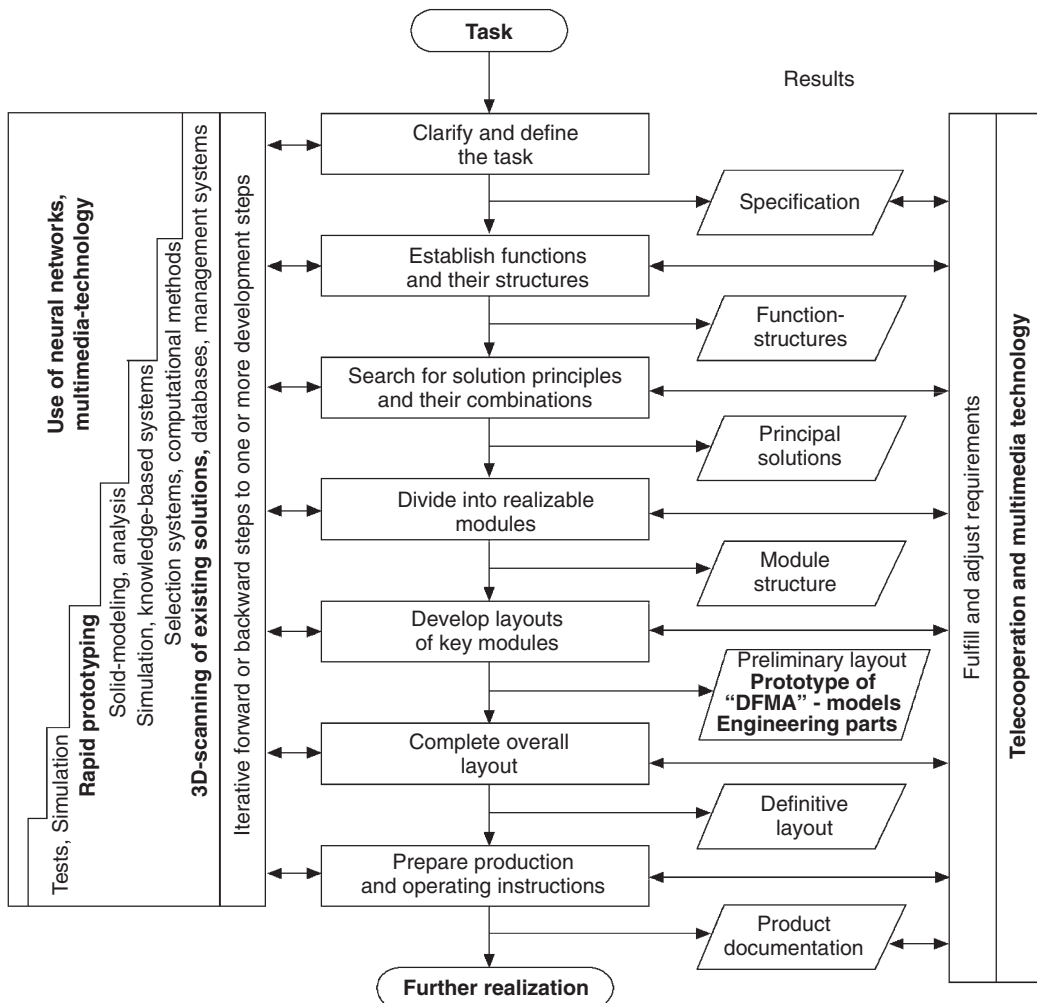 Task
Results
Clarify and define
the task
Specification
Establish functions
and their structures
Function-
structures
Search for solution principles
and their combinations
Principal
solutions
Divide into realizable
modules
Module
structure
Develop layouts
of key modules
Preliminary layout
Prototype of
“DFMA” - models
Engineering parts
Complete overall
layout
Definitive
layout
Prepare production
and operating instructions
Product
documentation
Further realization
Use of neural networks,
multimedia-technology
Tests, Simulation
Rapid prototyping
Solid-modeling, analysis
Simulation, knowledge-based systems
Selection systems, computational methods
3D-scanning of existing solutions, databases, management systems
Iterative forward or backward steps to one or more development steps
Fulfill and adjust requirements
Telecooperation and multimedia technology